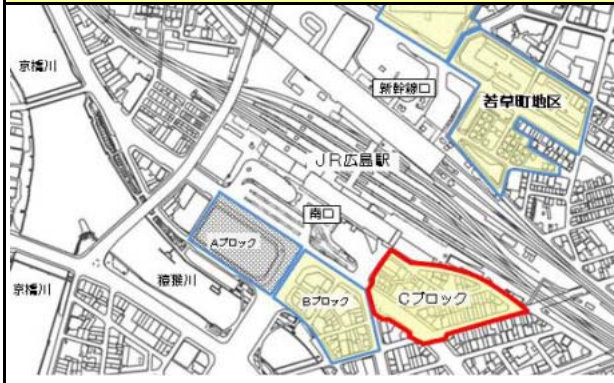 京橋川
新幹線口
若草町地区
JR広島駅
南口
Aブロック
猿猴川
Bブロック
Cブロック
京橋川